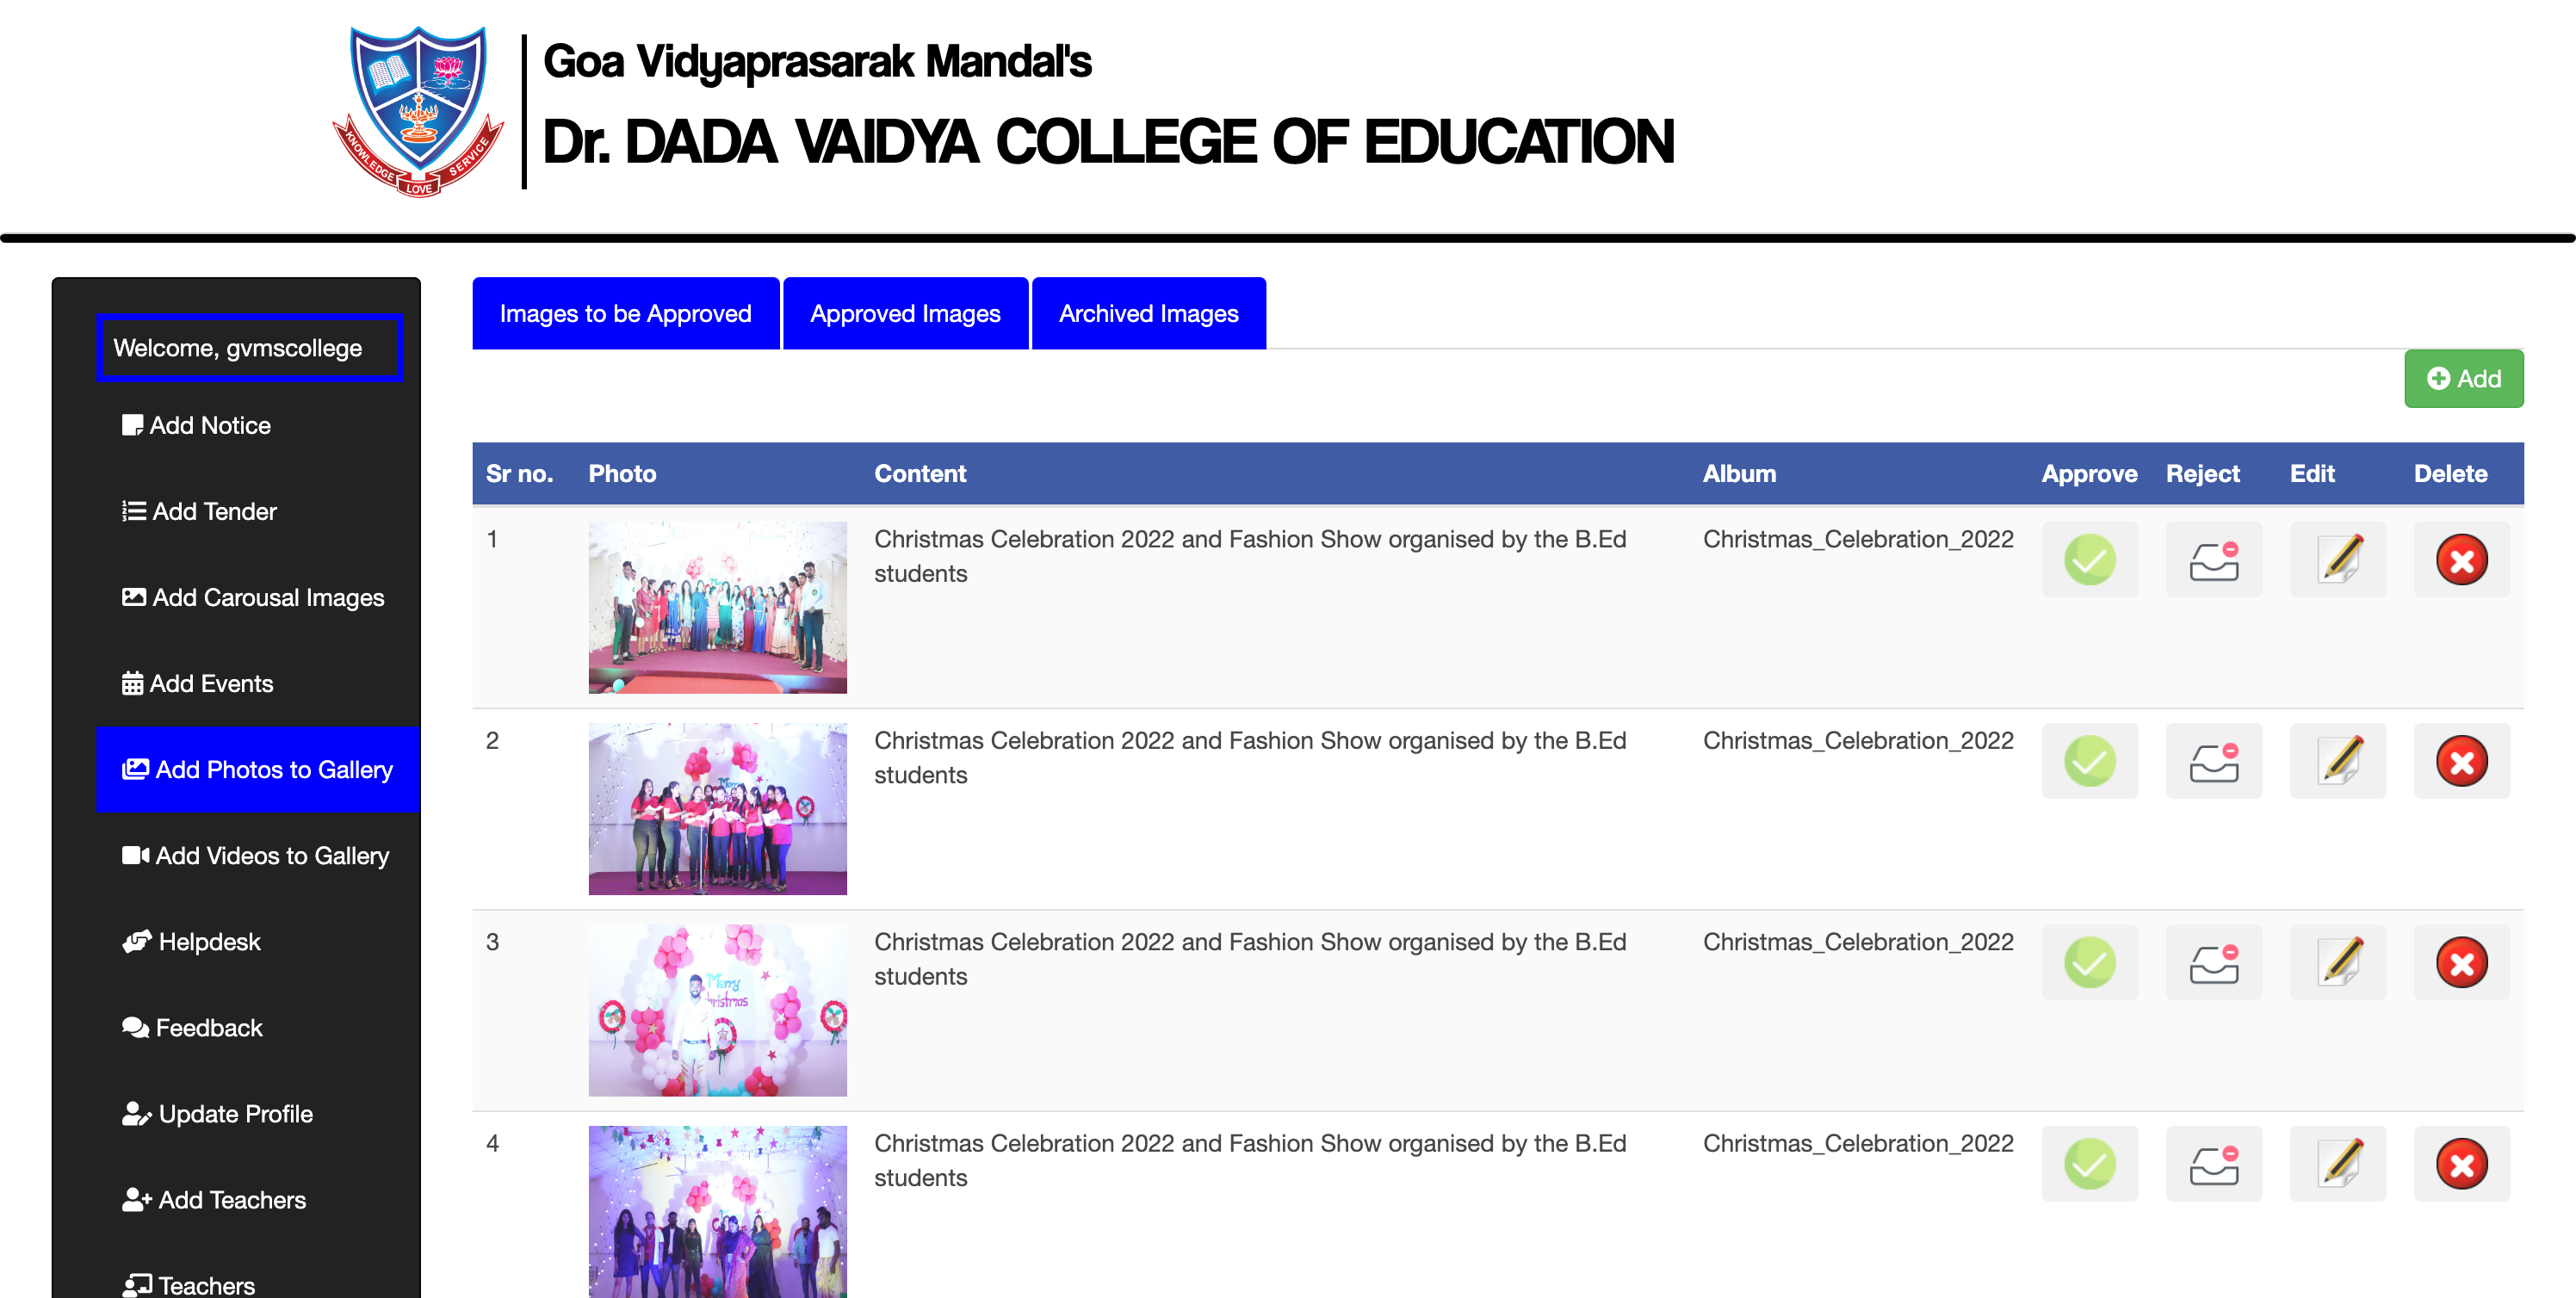 KNOWLEDGE LOVE SERVICE
Goa Vidyaprasarak Mandal's
Dr. DADA VAIDYA COLLEGE OF EDUCATION
Welcome, gvmscollege
Add Notice
Add Tender
Add Carousal Images
Add Events
Add Photos to Gallery
Add Videos to Gallery
Helpdesk
Feedback
Update Profile
Add Teachers
Teachers
Images to be Approved Approved Images Archived Images
Add
Sr no. Photo Content Album Approve Reject Edit Delete
1 Christmas Celebration 2022 and Fashion Show organised by the B.Ed Christmas_Celebration_2022
students
2 Christmas Celebration 2022 and Fashion Show organised by the B.Ed Christmas_Celebration_2022
students
3 Christmas Celebration 2022 and Fashion Show organised by the B.Ed Christmas_Celebration_2022
students
Merry
Christmas
4 Christmas Celebration 2022 and Fashion Show organised by the B.Ed Christmas_Celebration_2022
students